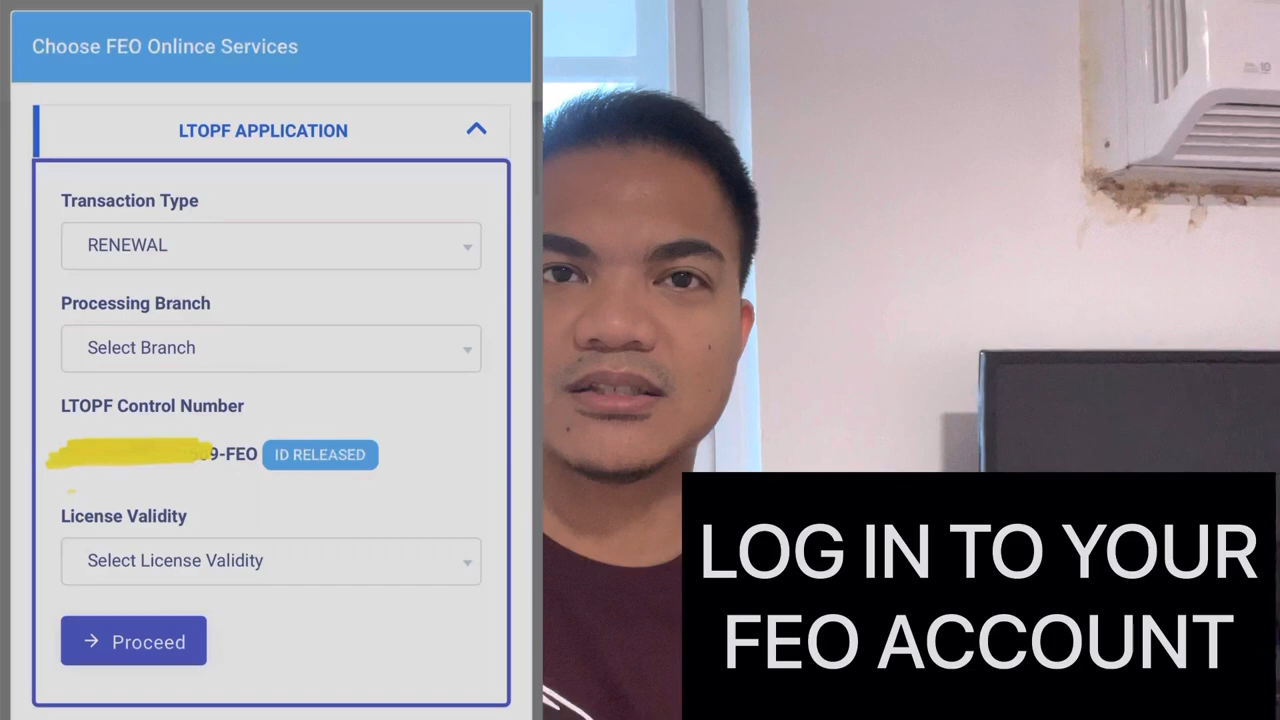 Choose FEO Onlince Services
LTOPF APPLICATION
Transaction Type
RENEWAL
Processing Branch
Select Branch
LTOPF Control Number
9-FEO
ID RELEASED
License Validity
Select License Validity
Proceed
LOG IN TO YOUR
FEO ACCOUNT